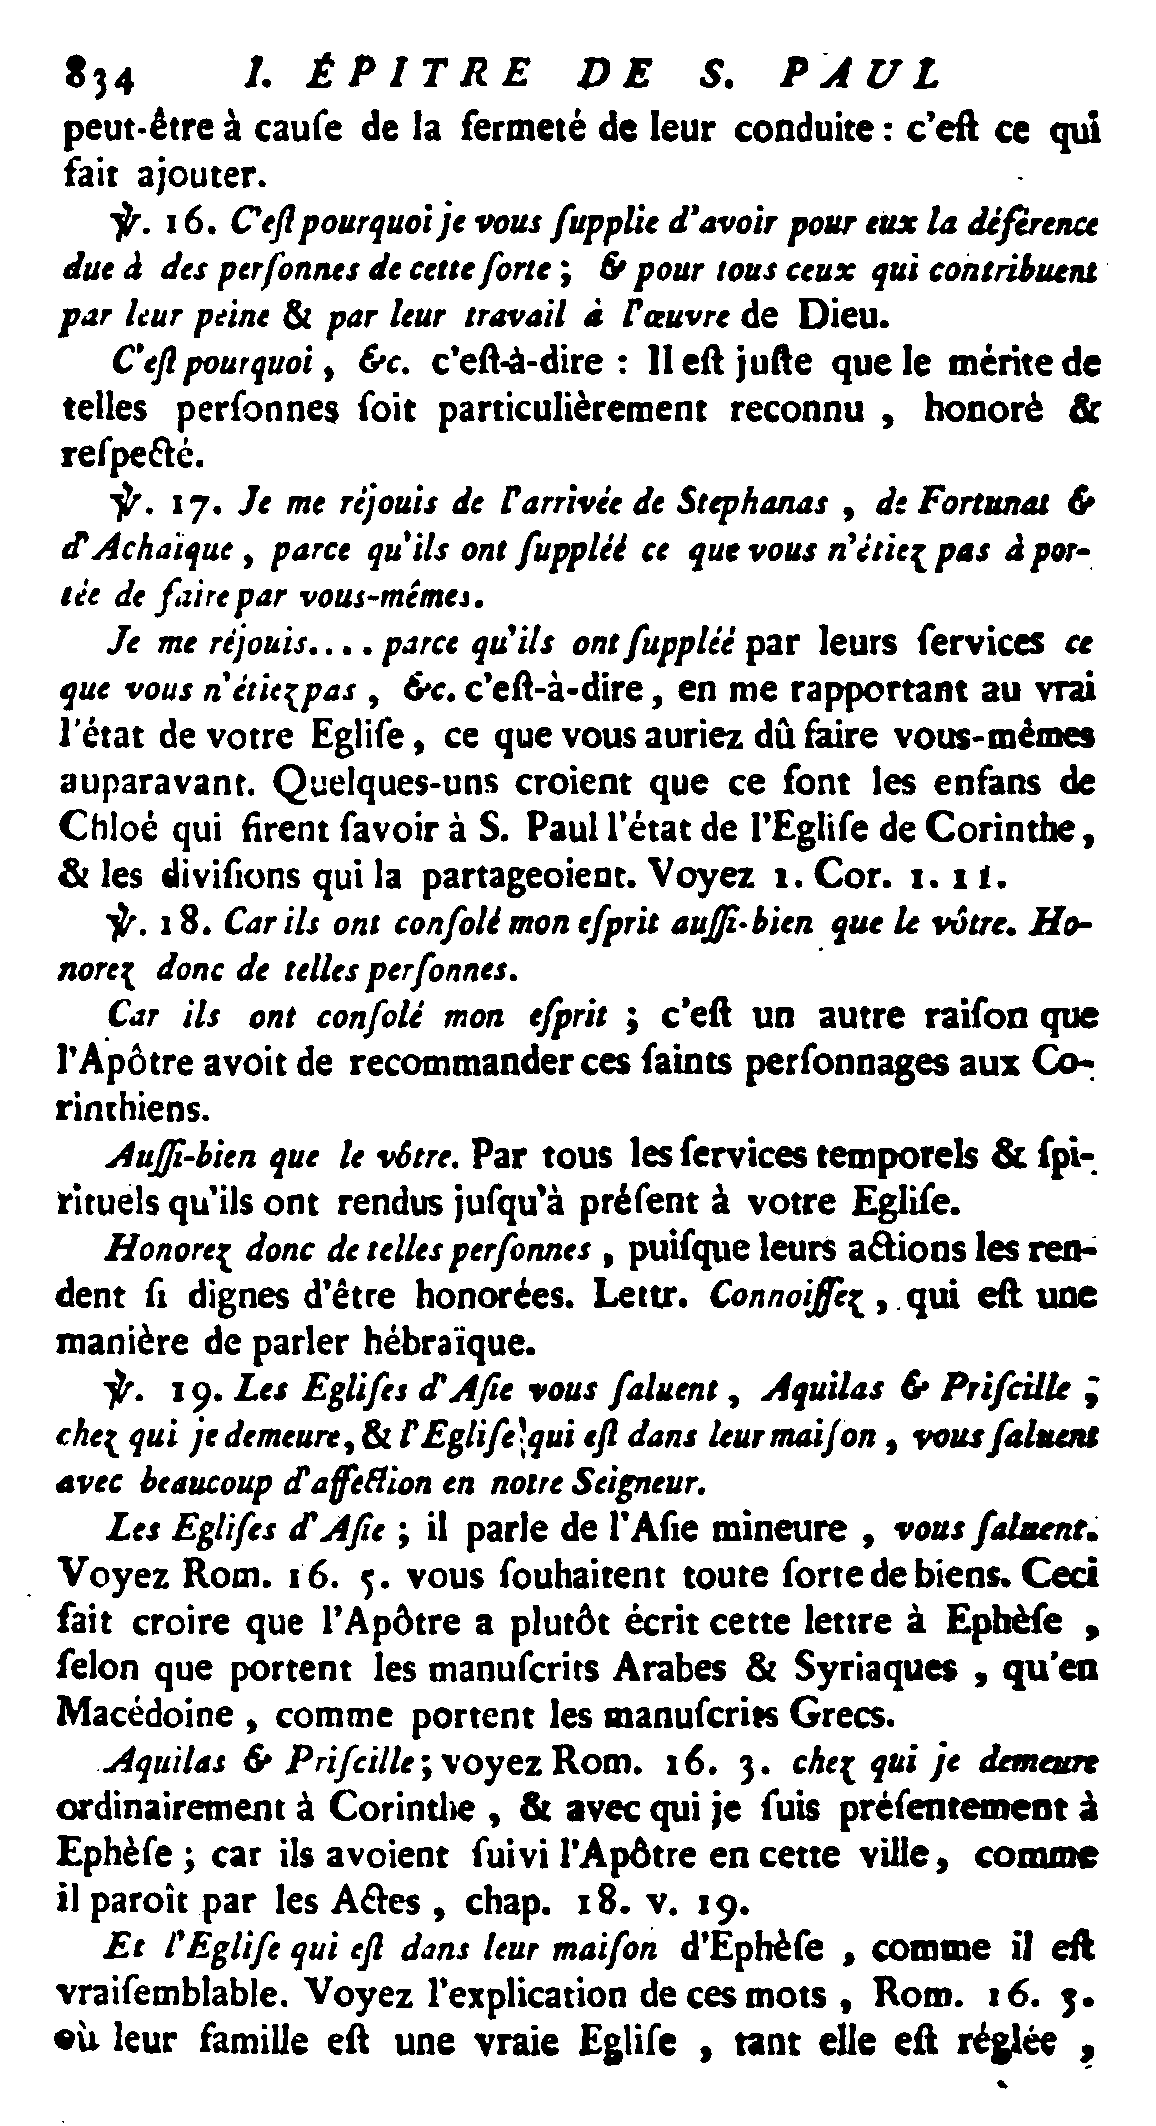 834 I. ÉPITRE DE S. PAUL
peut-être à cauſe de la fermeté de leur conduite : c'eſt ce qui
fait ajouter.
℣. 16. C'eſt pourquoi je vous ſupplie d'avoir pour eux la déférence
due à des perſonnes de cette ſorte ; & pour tous ceux qui contribuent
par leur peine & par leur travail à l'œuvre de Dieu.
C'eſt pourquoi , &c. c'eſt-à-dire : Il eſt juſte que le mérite de
telles perſonnes ſoit particulièrement reconnu , honorè &
reſpecté.
℣. 17. Je me réjouis de l'arrivée de Stephanas , de Fortunat &
d'Achaïque , parce qu'ils ont ſuppléé ce que vous n'étiez pas à por-
tée de faire par vous-mêmes.
Je me réjouis.... parce qu'ils ont ſuppléé par leurs ſervices ce
que vous n'étiez pas , &c. c'eſt-à-dire, en me rapportant au vrai
l'état de votre Egliſe, ce que vous auriez dû faire vous-mêmes
auparavant. Quelques-uns croient que ce ſont les enfans de
Chloé qui firent ſavoir à S. Paul l'état de l'Egliſe de Corinthe,
& les diviſions qui la partageoient. Voyez 1. Cor. 1. 11.
℣. 18. Car ils ont conſolé mon eſprit auſſi-bien que le vôtre. Ho-
norez donc de telles perſonnes.
Car ils ont conſolé mon eſprit ; c'eſt un autre raiſon que
l'Apôtre avoit de recommander ces ſaints perſonnages aux Co-
rinthiens.
Auſſi-bien que le vôtre. Par tous les ſervices temporels & ſpi-
rituels qu'ils ont rendus juſqu'à préſent à votre Egliſe.
Honorez donc de telles perſonnes , puiſque leurs actions les ren-
dent ſi dignes d'être honorées. Lettr. Connoiſſez , qui eſt une
manière de parler hébraïque.
℣. 19. Les Egliſes d'Aſie vous ſaluent , Aquilas & Priſcille ;
chez qui je demeure, & l'Egliſe qui eſt dans leur maiſon , vous ſaluent
avec beaucoup d'affection en notre Seigneur.
Les Egliſes d'Aſie ; il parle de l'Aſie mineure , vous ſaluent.
Voyez Rom. 16. 5. vous ſouhaitent toute ſorte de biens. Ceci
fait croire que l'Apôtre a plutôt écrit cette lettre à Ephèſe ,
ſelon que portent les manuſcrits Arabes & Syriaques , qu'en
Macédoine , comme portent les manuſcrits Grecs.
Aquilas & Priſcille ; voyez Rom. 16. 3. chez qui je demeure
ordinairement à Corinthe , & avec qui je ſuis préſentement à
Ephèſe ; car ils avoient ſuivi l'Apôtre en cette ville, comme
il paroît par les Actes , chap. 18. v. 19.
Et l'Egliſe qui eſt dans leur maiſon d'Ephèſe , comme il eſt
vraiſemblable. Voyez l'explication de ces mots , Rom. 16. 5.
où leur famille eſt une vraie Egliſe , tant elle eſt réglée ,